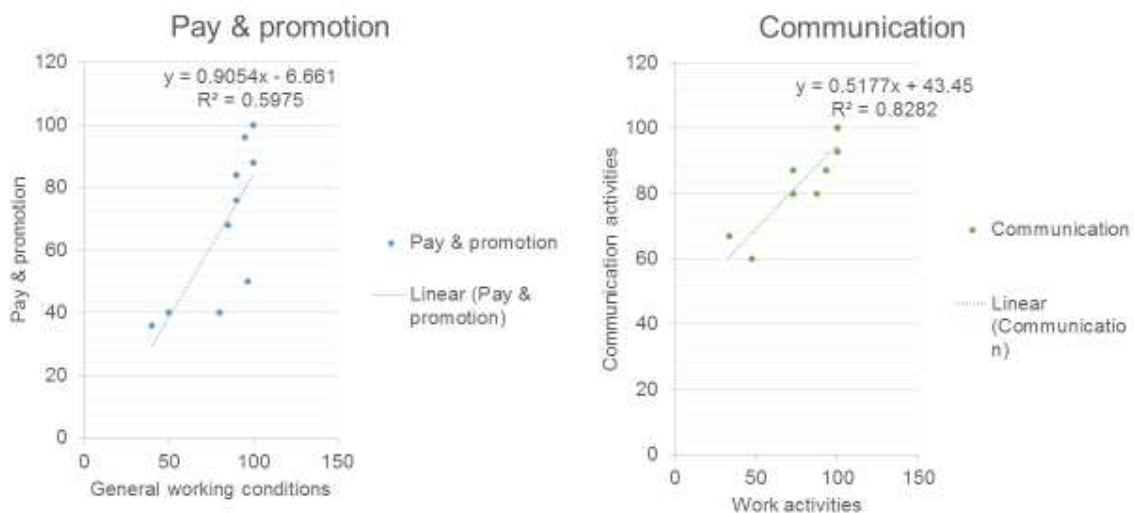 Pay & promotion
120
100
80
60
40
20
0
y = 0.9054x - 6.661
R² = 0.5975
Pay & promotion
0
50
100
150
General working conditions
Pay & promotion
Linear (Pay &
promotion)
Communication
120
100
80
60
40
20
0
y = 0.5177x + 43.45
R² = 0.8282
Communication activities
0
50
100
150
Work activities
Communication
Linear
(Communicatio
n)